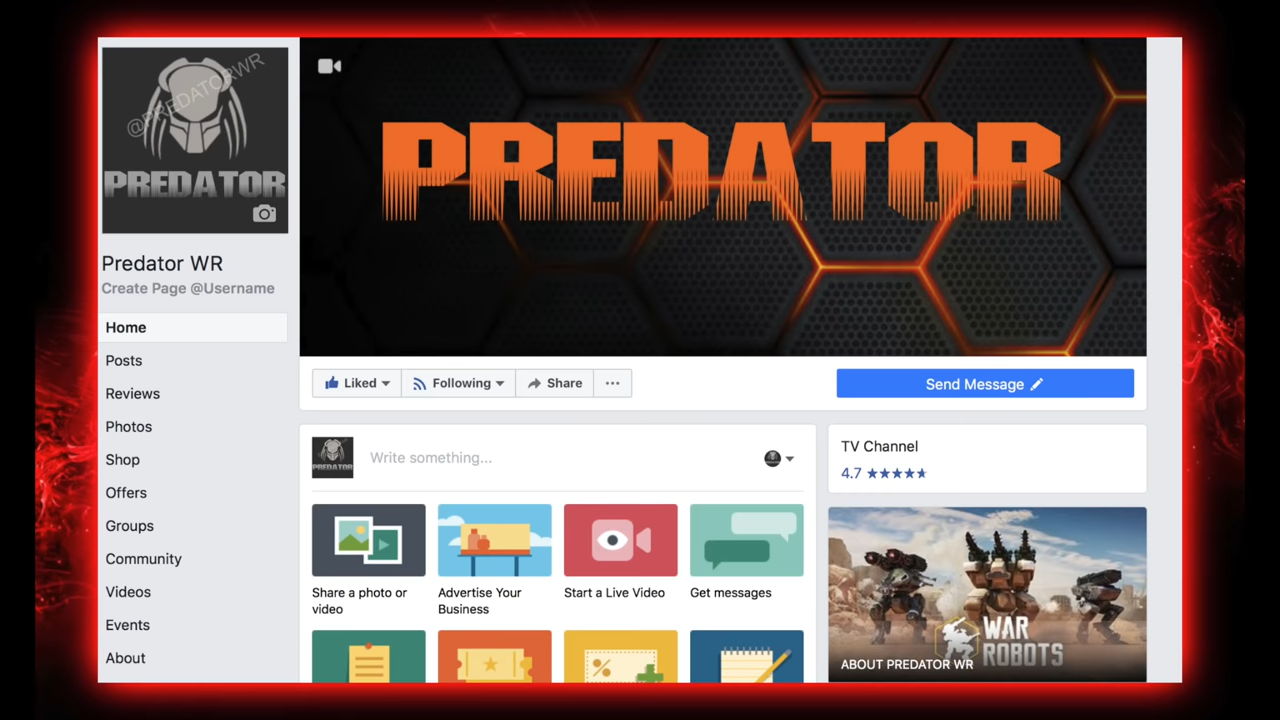 @PREDATORWR
PREDATOR
Predator WR
Create Page @Username
Home
Posts
Reviews
Photos
Shop
Offers
Groups
Community
Videos
Events
About
PREDATOR
Liked
Following
Share
...
Send Message
PREDATOR
Write something...
Share a photo or
video
Advertise Your
Business
Start a Live Video
Get messages
TV Channel
4.7
WAR
ROBOTS
ABOUT PREDATOR WR